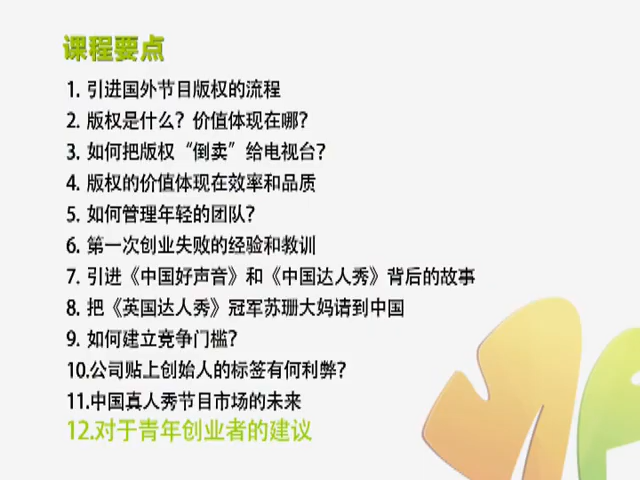 课程要点
1. 引进国外节目版权的流程
2. 版权是什么？价值体现在哪？
3. 如何把版权“倒卖”给电视台？
4. 版权的价值体现在效率和品质
5. 如何管理年轻的团队？
6. 第一次创业失败的经验和教训
7. 引进《中国好声音》和《中国达人秀》背后的故事
8. 把《英国达人秀》冠军苏珊大妈请到中国
9. 如何建立竞争门槛？
10.公司贴上创始人的标签有何利弊？
11.中国真人秀节目市场的未来
12.对于青年创业者的建议